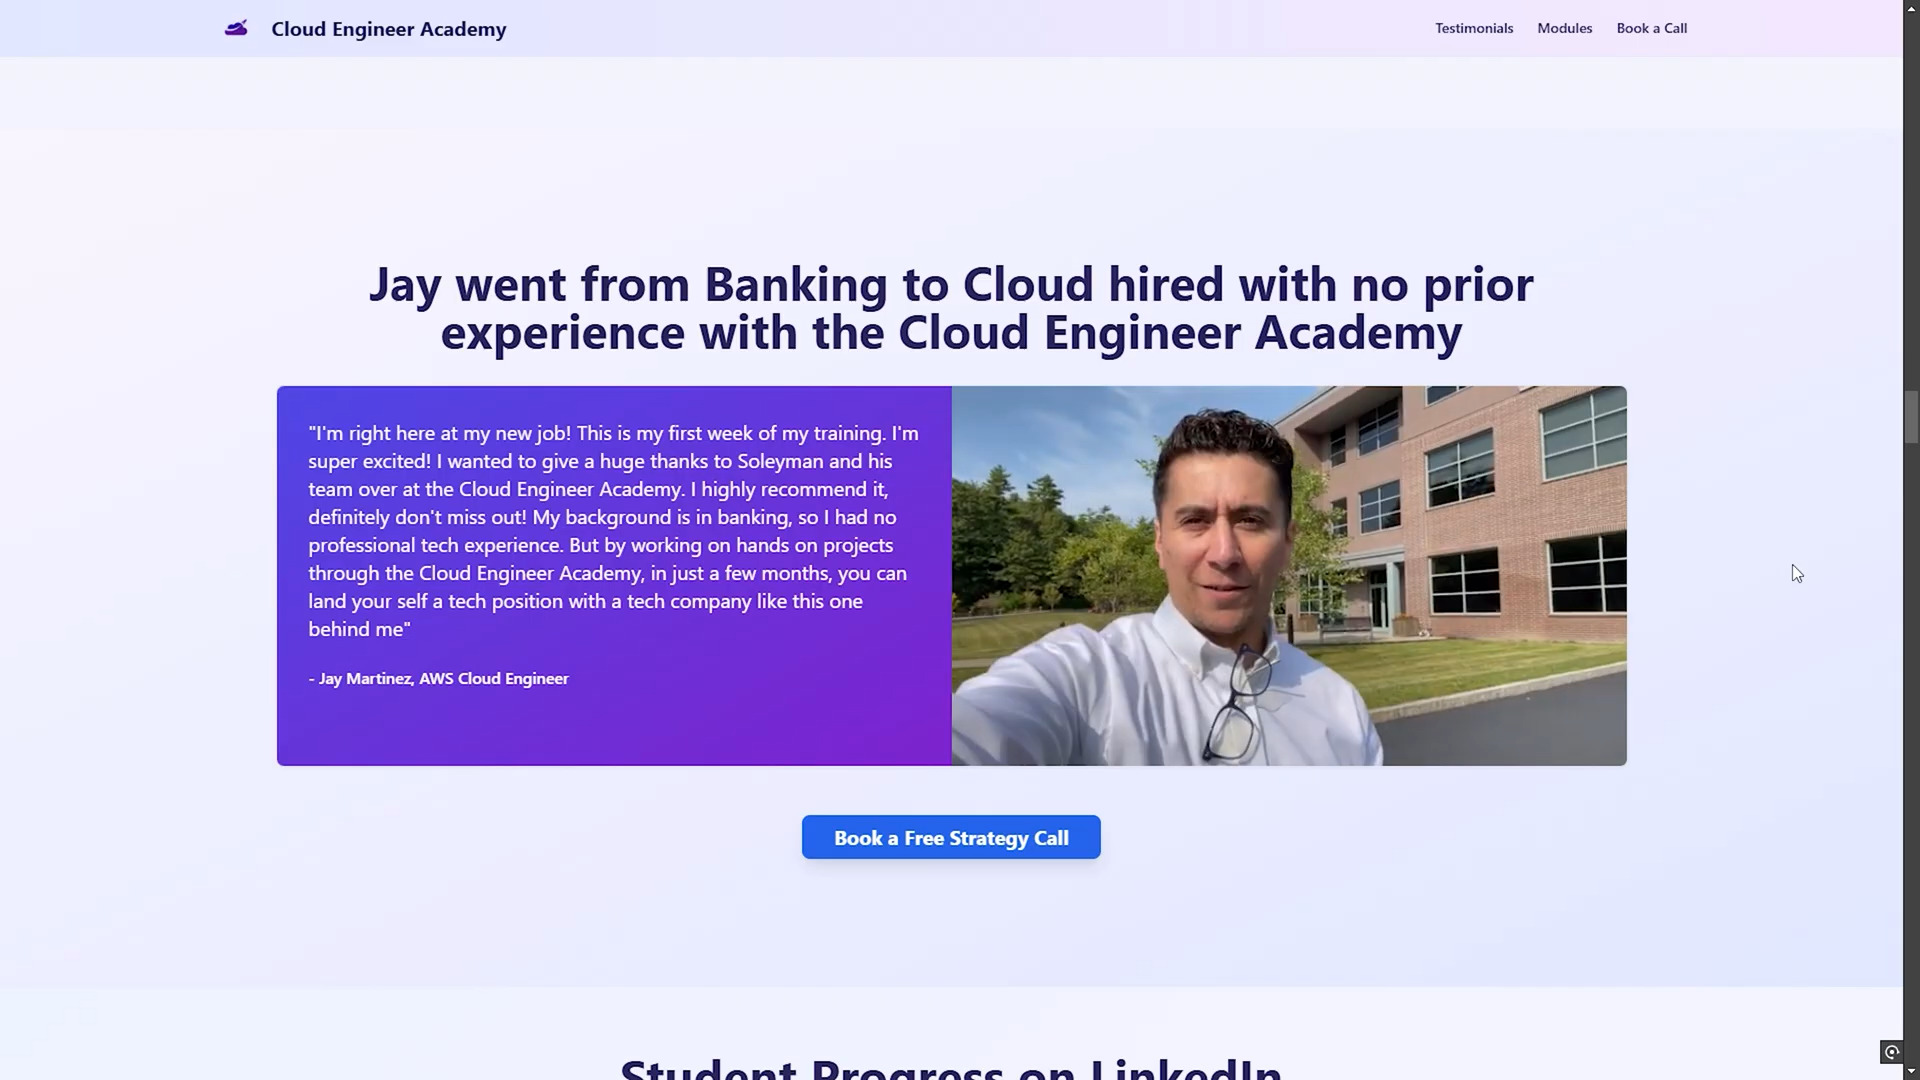 Cloud Engineer Academy
Testimonials
Modules
Book a Call
Jay went from Banking to Cloud hired with no prior
experience with the Cloud Engineer Academy
"I'm right here at my new job! This is my first week of my training. I'm
super excited! I wanted to give a huge thanks to Soleyman and his
team over at the Cloud Engineer Academy. I highly recommend it,
definitely don't miss out! My background is in banking, so I had no
professional tech experience. But by working on hands on projects
through the Cloud Engineer Academy, in just a few months, you can
land your self a tech position with a tech company like this one
behind me"
- Jay Martinez, AWS Cloud Engineer
Book a Free Strategy Call
Student Progress on LinkedIn